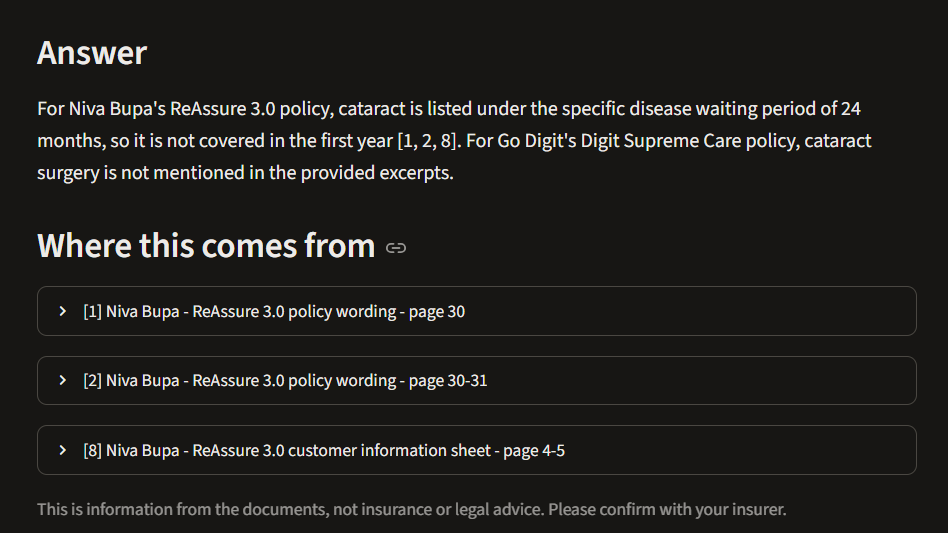 Answer
For Niva Bupa's ReAssure 3.0 policy, cataract is listed under the specific disease waiting period of 24
months, so it is not covered in the first year [1, 2, 8]. For Go Digit's Digit Supreme Care policy, cataract
surgery is not mentioned in the provided excerpts.
Where this comes from
[1] Niva Bupa - ReAssure 3.0 policy wording - page 30
[2] Niva Bupa - ReAssure 3.0 policy wording - page 30-31
[8] Niva Bupa - ReAssure 3.0 customer information sheet - page 4-5
This is information from the documents, not insurance or legal advice. Please confirm with your insurer.